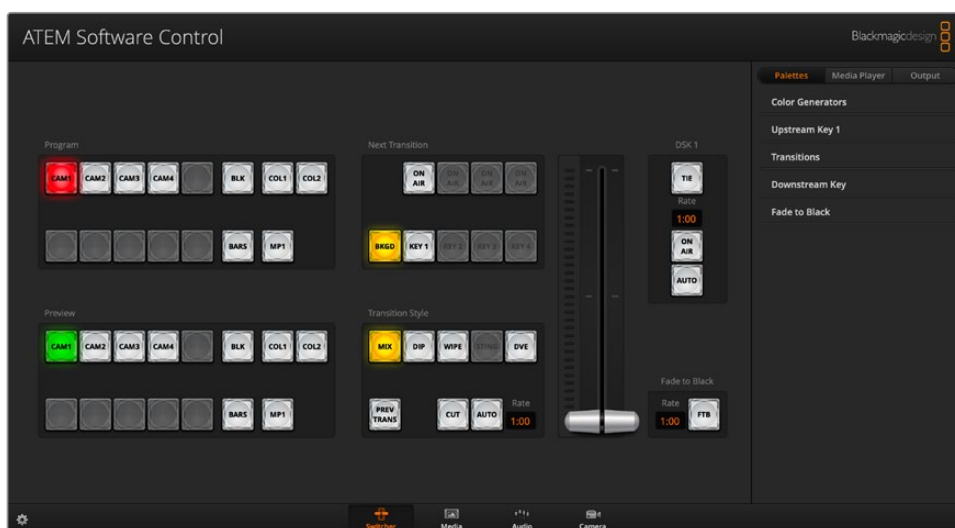 ATEM Software Control
Blackmagicdesign
Palettes Media Player Output
Color Generators
Upstream Key 1
Transitions
Downstream Key
Fade to Black
Program
CAM1 CAM2 CAM3 CAM4 BLK COL1 COL2
BARS MP1
Next Transition
ON AIR ON AIR ON AIR ON AIR
BKGD KEY 1 KEY 2 KEY 3 KEY 4
DSK 1
TIE
Rate
1:00
ON AIR
AUTO
Preview
CAM1 CAM2 CAM3 CAM4 BLK COL1 COL2
BARS MP1
Transition Style
MIX DIP WIPE STING DVE
PREV TRANS CUT AUTO Rate 1:00
Fade to Black
Rate
1:00 FTB
Switcher Media Audio Camera